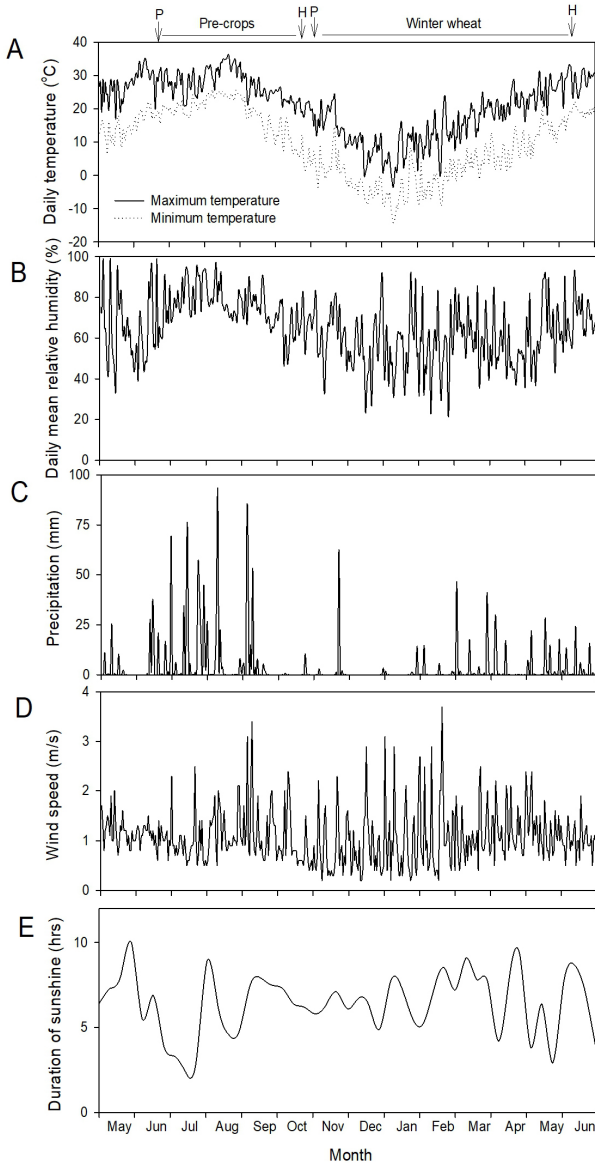 P H P H
Pre-crops Winter wheat
A
40
30
20
10
0
-10
-20
Daily temperature (°C)
Maximum temperature
Minimum temperature
B
100
80
60
40
20
0
Daily mean relative humidity (%)
C
100
75
50
25
0
Precipitation (mm)
D
4
3
2
1
0
Wind speed (m/s)
E
10
5
0
Duration of sunshine (hrs)
May Jun Jul Aug Sep Oct Nov Dec Jan Feb Mar Apr May Jun
Month